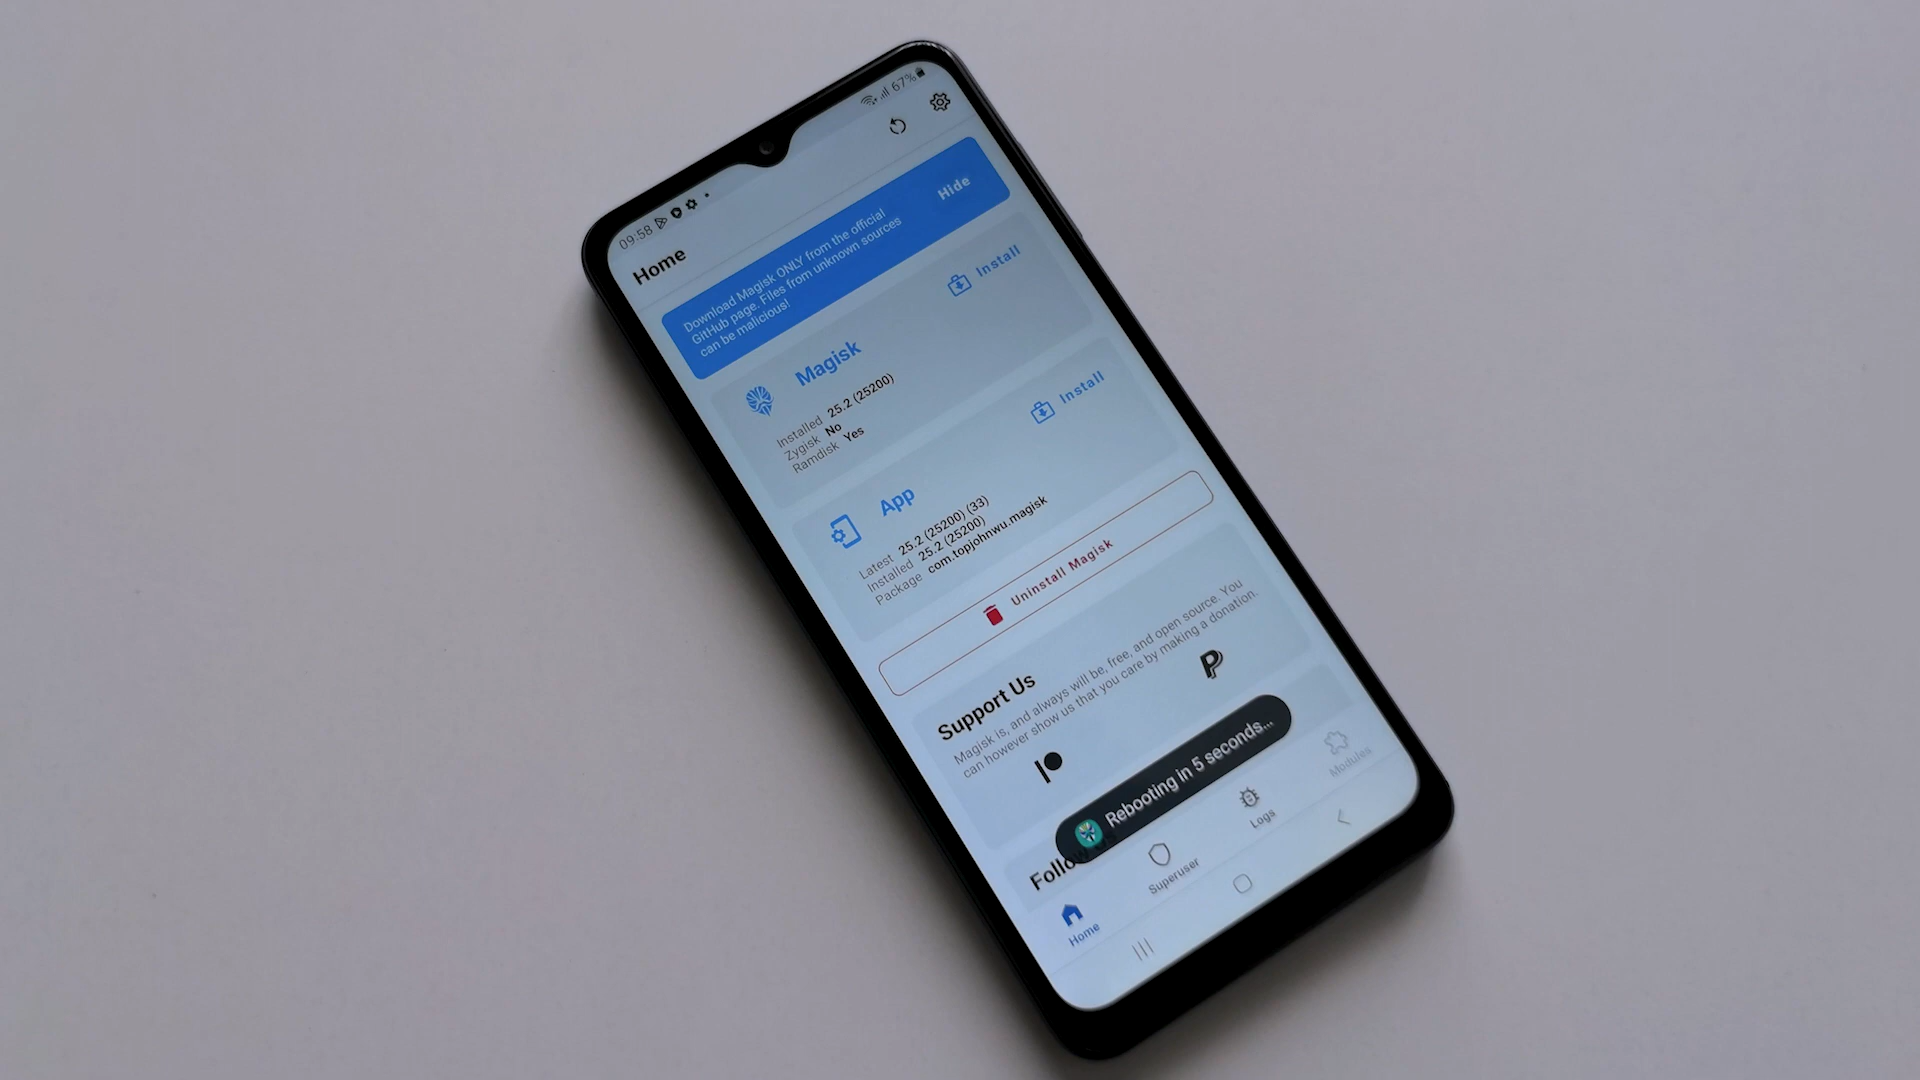 09:58
67%
Home
Download Magisk ONLY from the official
GitHub page. Files from unknown sources
can be malicious!
Hide
Magisk
Install
Installed 25.2 (25200)
Zygisk No
Ramdisk Yes
App
Install
Latest 25.2 (25200) (33)
Installed 25.2 (25200)
Package com.topjohnwu.magisk
Uninstall Magisk
Support Us
Magisk is, and always will be, free, and open source. You
can however show us that you care by making a donation.
Rebooting in 5 seconds...
Follo
Home
Superuser
Logs
Modules